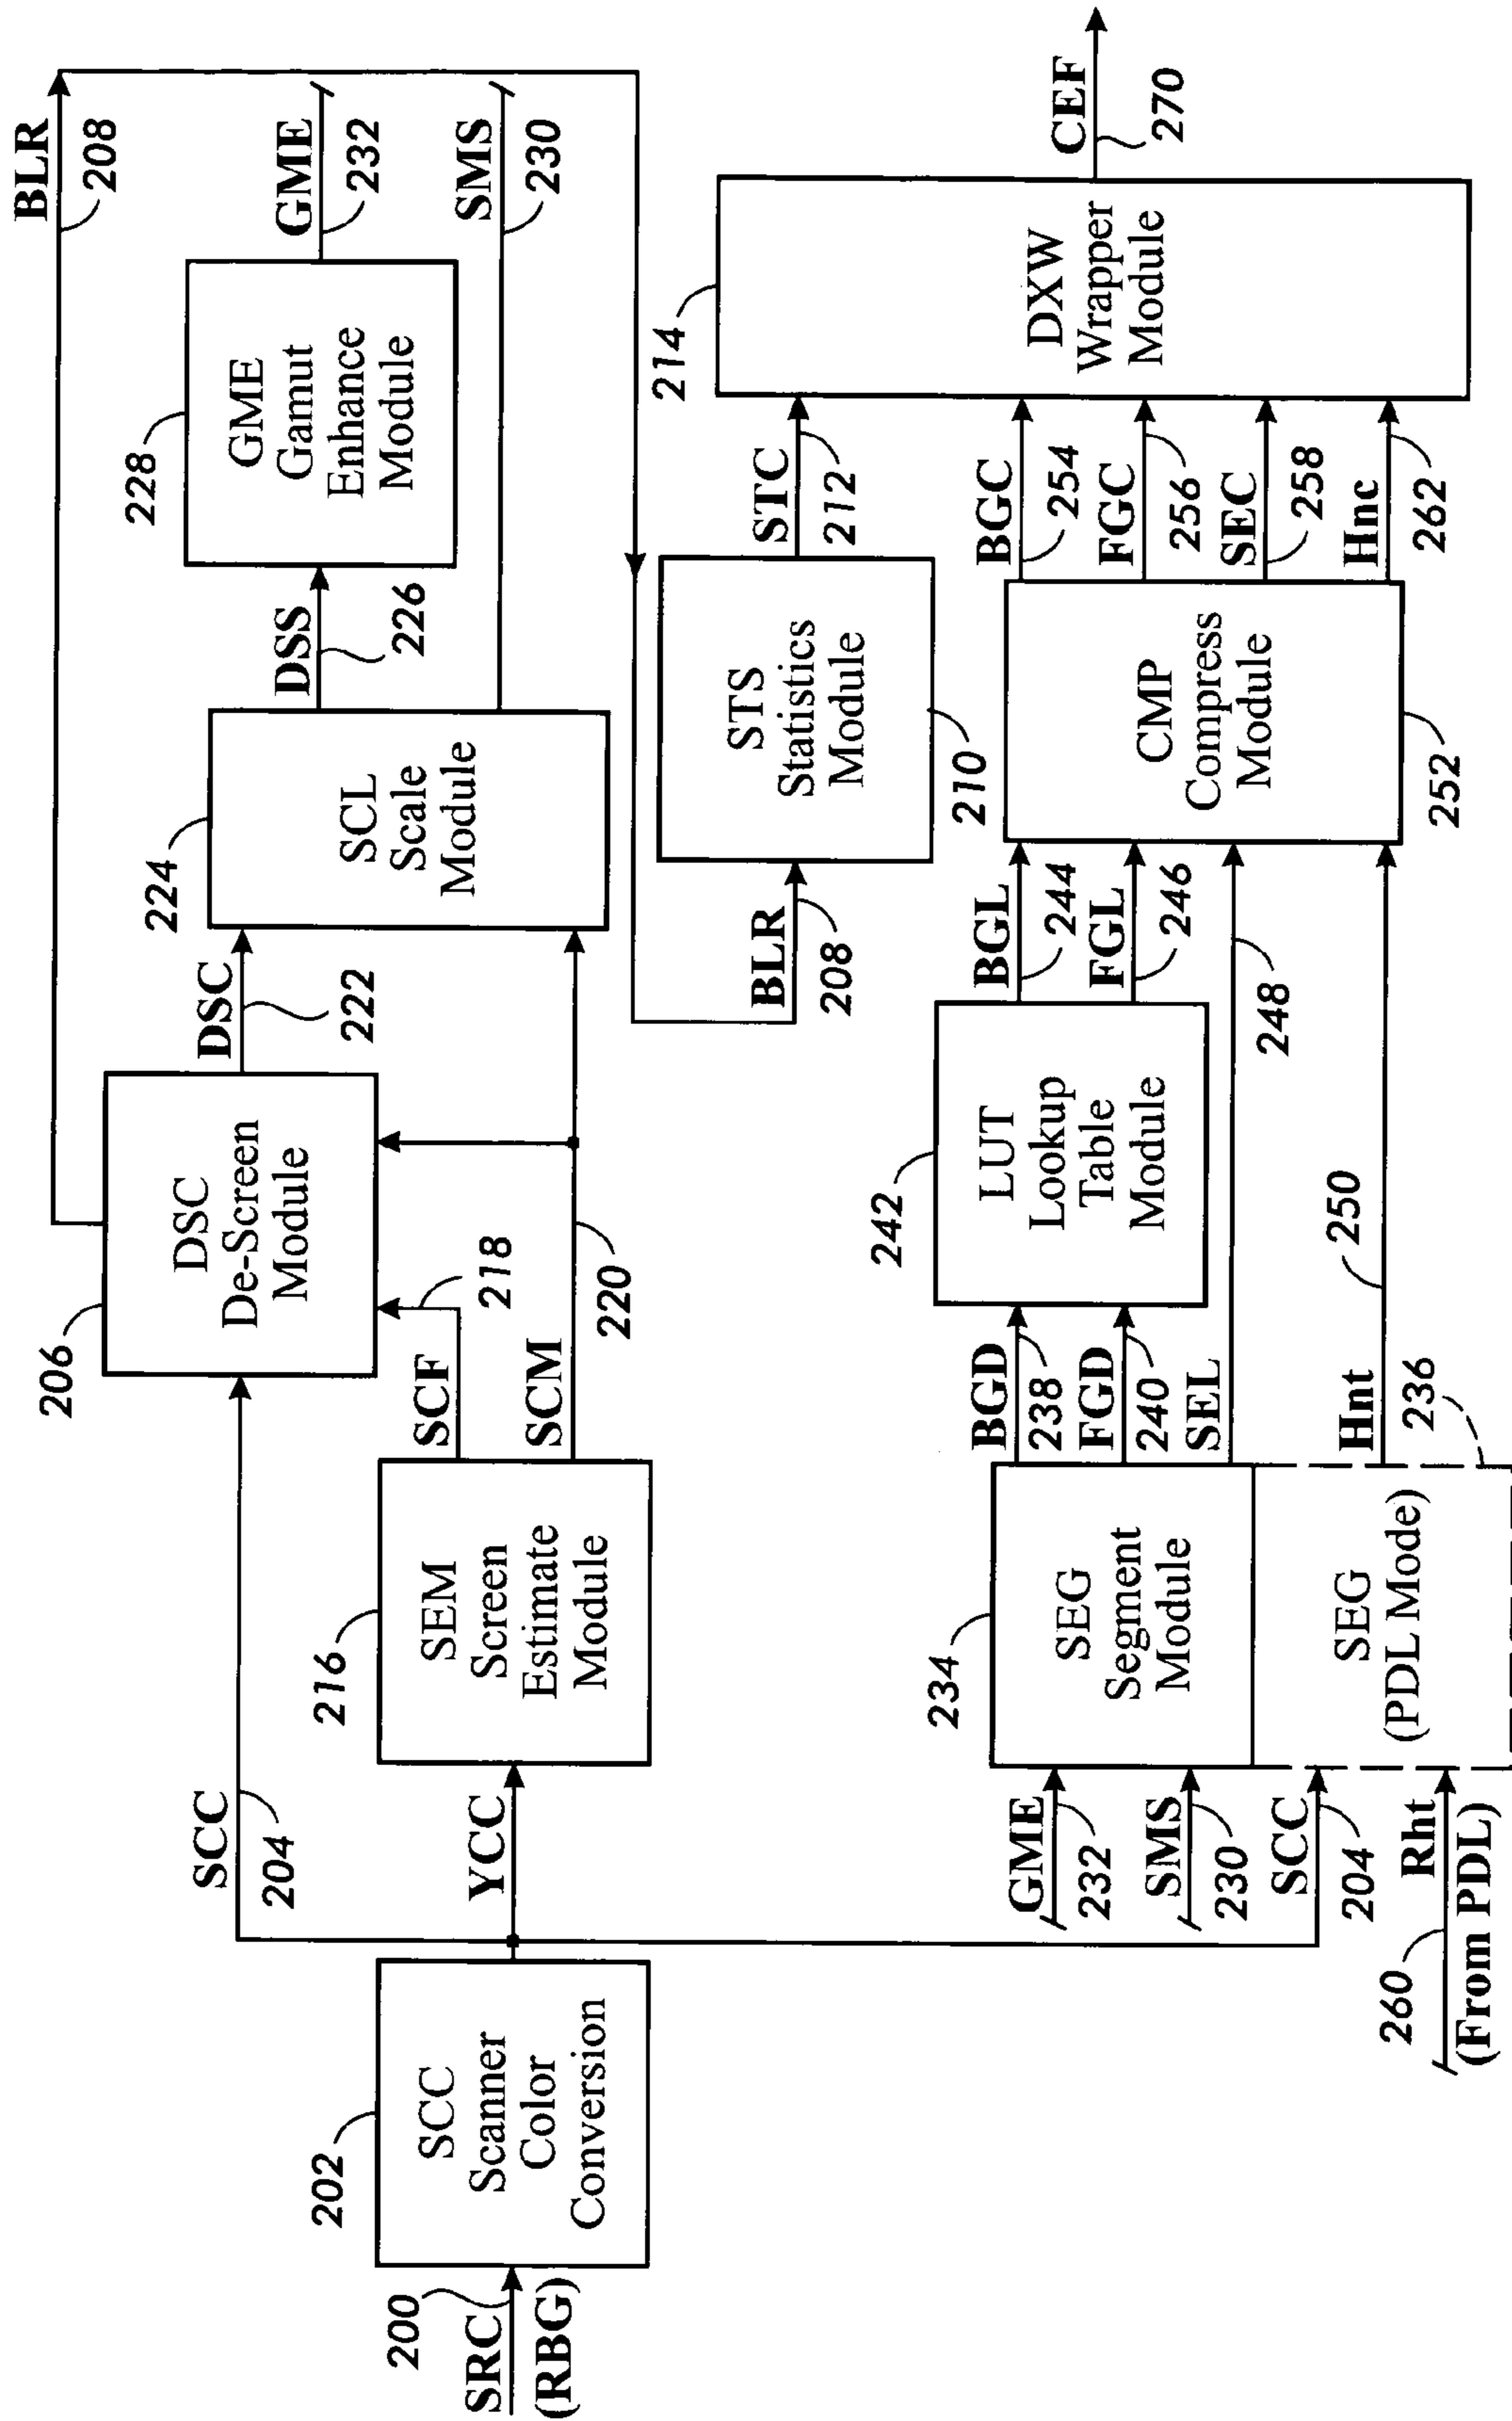 SRC
(RBG)
200
202
SCC
Scanner
Color
Conversion
SCC
204
YCC
216
SEM
Screen
Estimate
Module
SCF
218
SCM
220
206
DSC
De-Screen
Module
BLR
208
DSC
222
224
SCL
Scale
Module
DSS
226
228
GME
Gamut
Enhance
Module
GME
232
SMS
230
BLR
208
STS
Statistics
Module
210
STC
212
214
DXW
Wrapper
Module
CEF
270
GME
232
SMS
230
SCC
204
Rht
260
(From PDL)
234
SEG
Segment
Module
SEG
(PDL Mode)
236
BGD
238
FGD
240
SEL
248
Hnt
250
242
LUT
Lookup
Table
Module
BGL
244
FGL
246
CMP
Compress
Module
252
BGC
254
FGC
256
SEC
258
Hnc
262